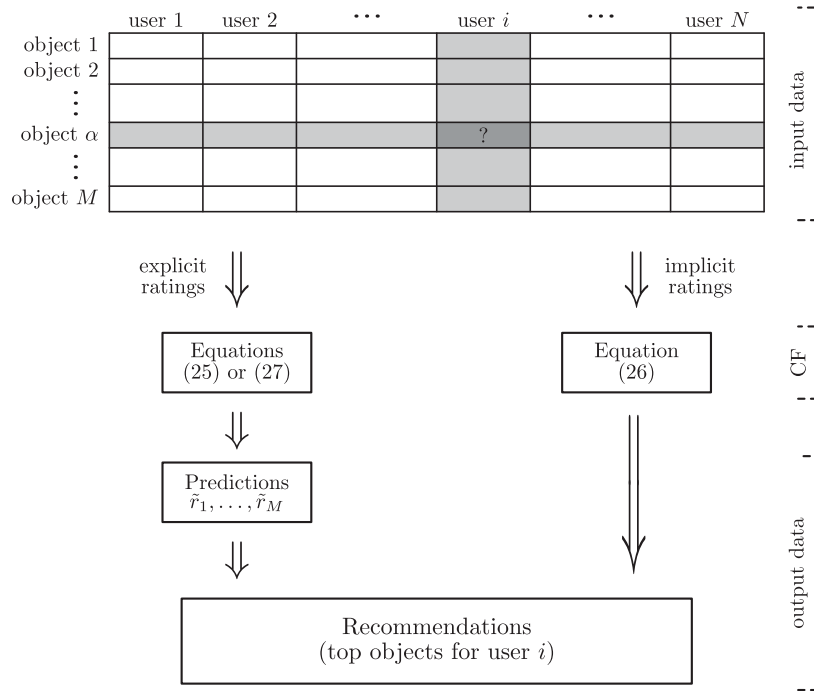 user 1 user 2 ... user i ... user N
object 1
object 2
⋮
object α ?
⋮
object M
input data
explicit
ratings
implicit
ratings
Equations
(25) or (27)
Equation
(26)
CF
Predictions
r̃₁, . . . , r̃_M
output data
Recommendations
(top objects for user i)